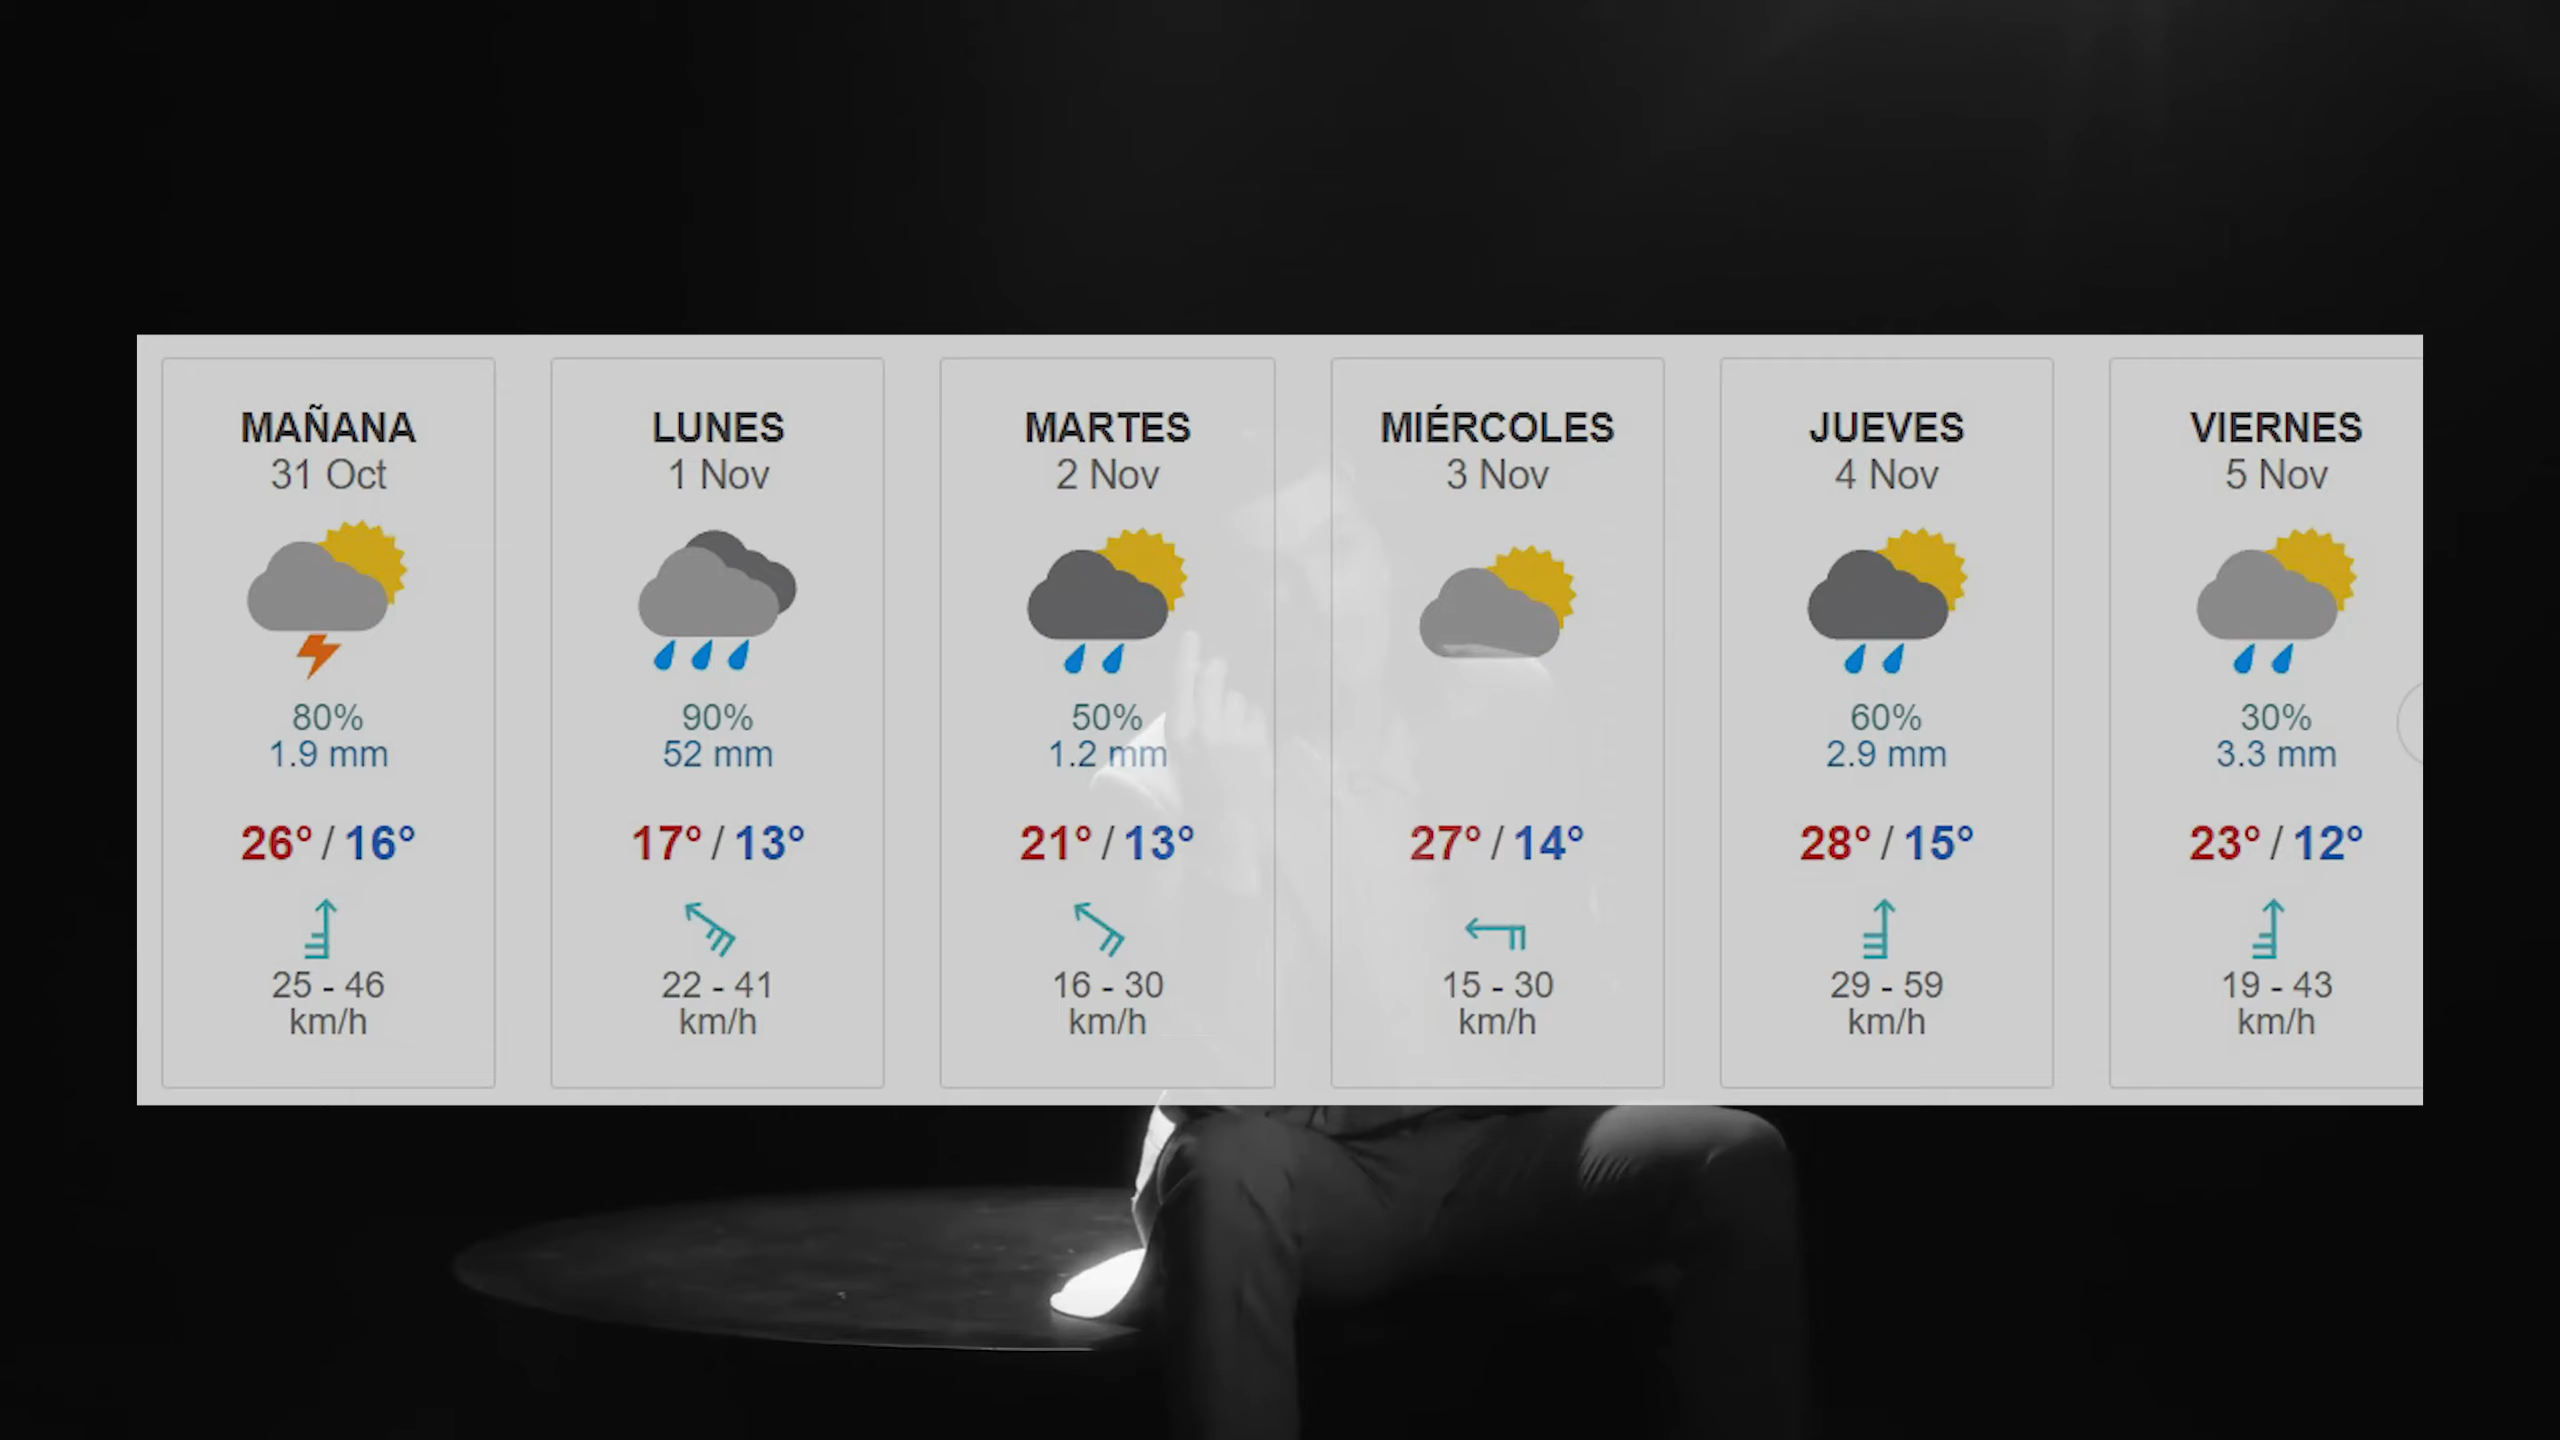 MAÑANA
31 Oct
80%
1.9 mm
26° / 16°
25 - 46
km/h
LUNES
1 Nov
90%
52 mm
17° / 13°
22 - 41
km/h
MARTES
2 Nov
50%
1.2 mm
21° / 13°
16 - 30
km/h
MIÉRCOLES
3 Nov
27° / 14°
15 - 30
km/h
JUEVES
4 Nov
60%
2.9 mm
28° / 15°
29 - 59
km/h
VIERNES
5 Nov
30%
3.3 mm
23° / 12°
19 - 43
km/h